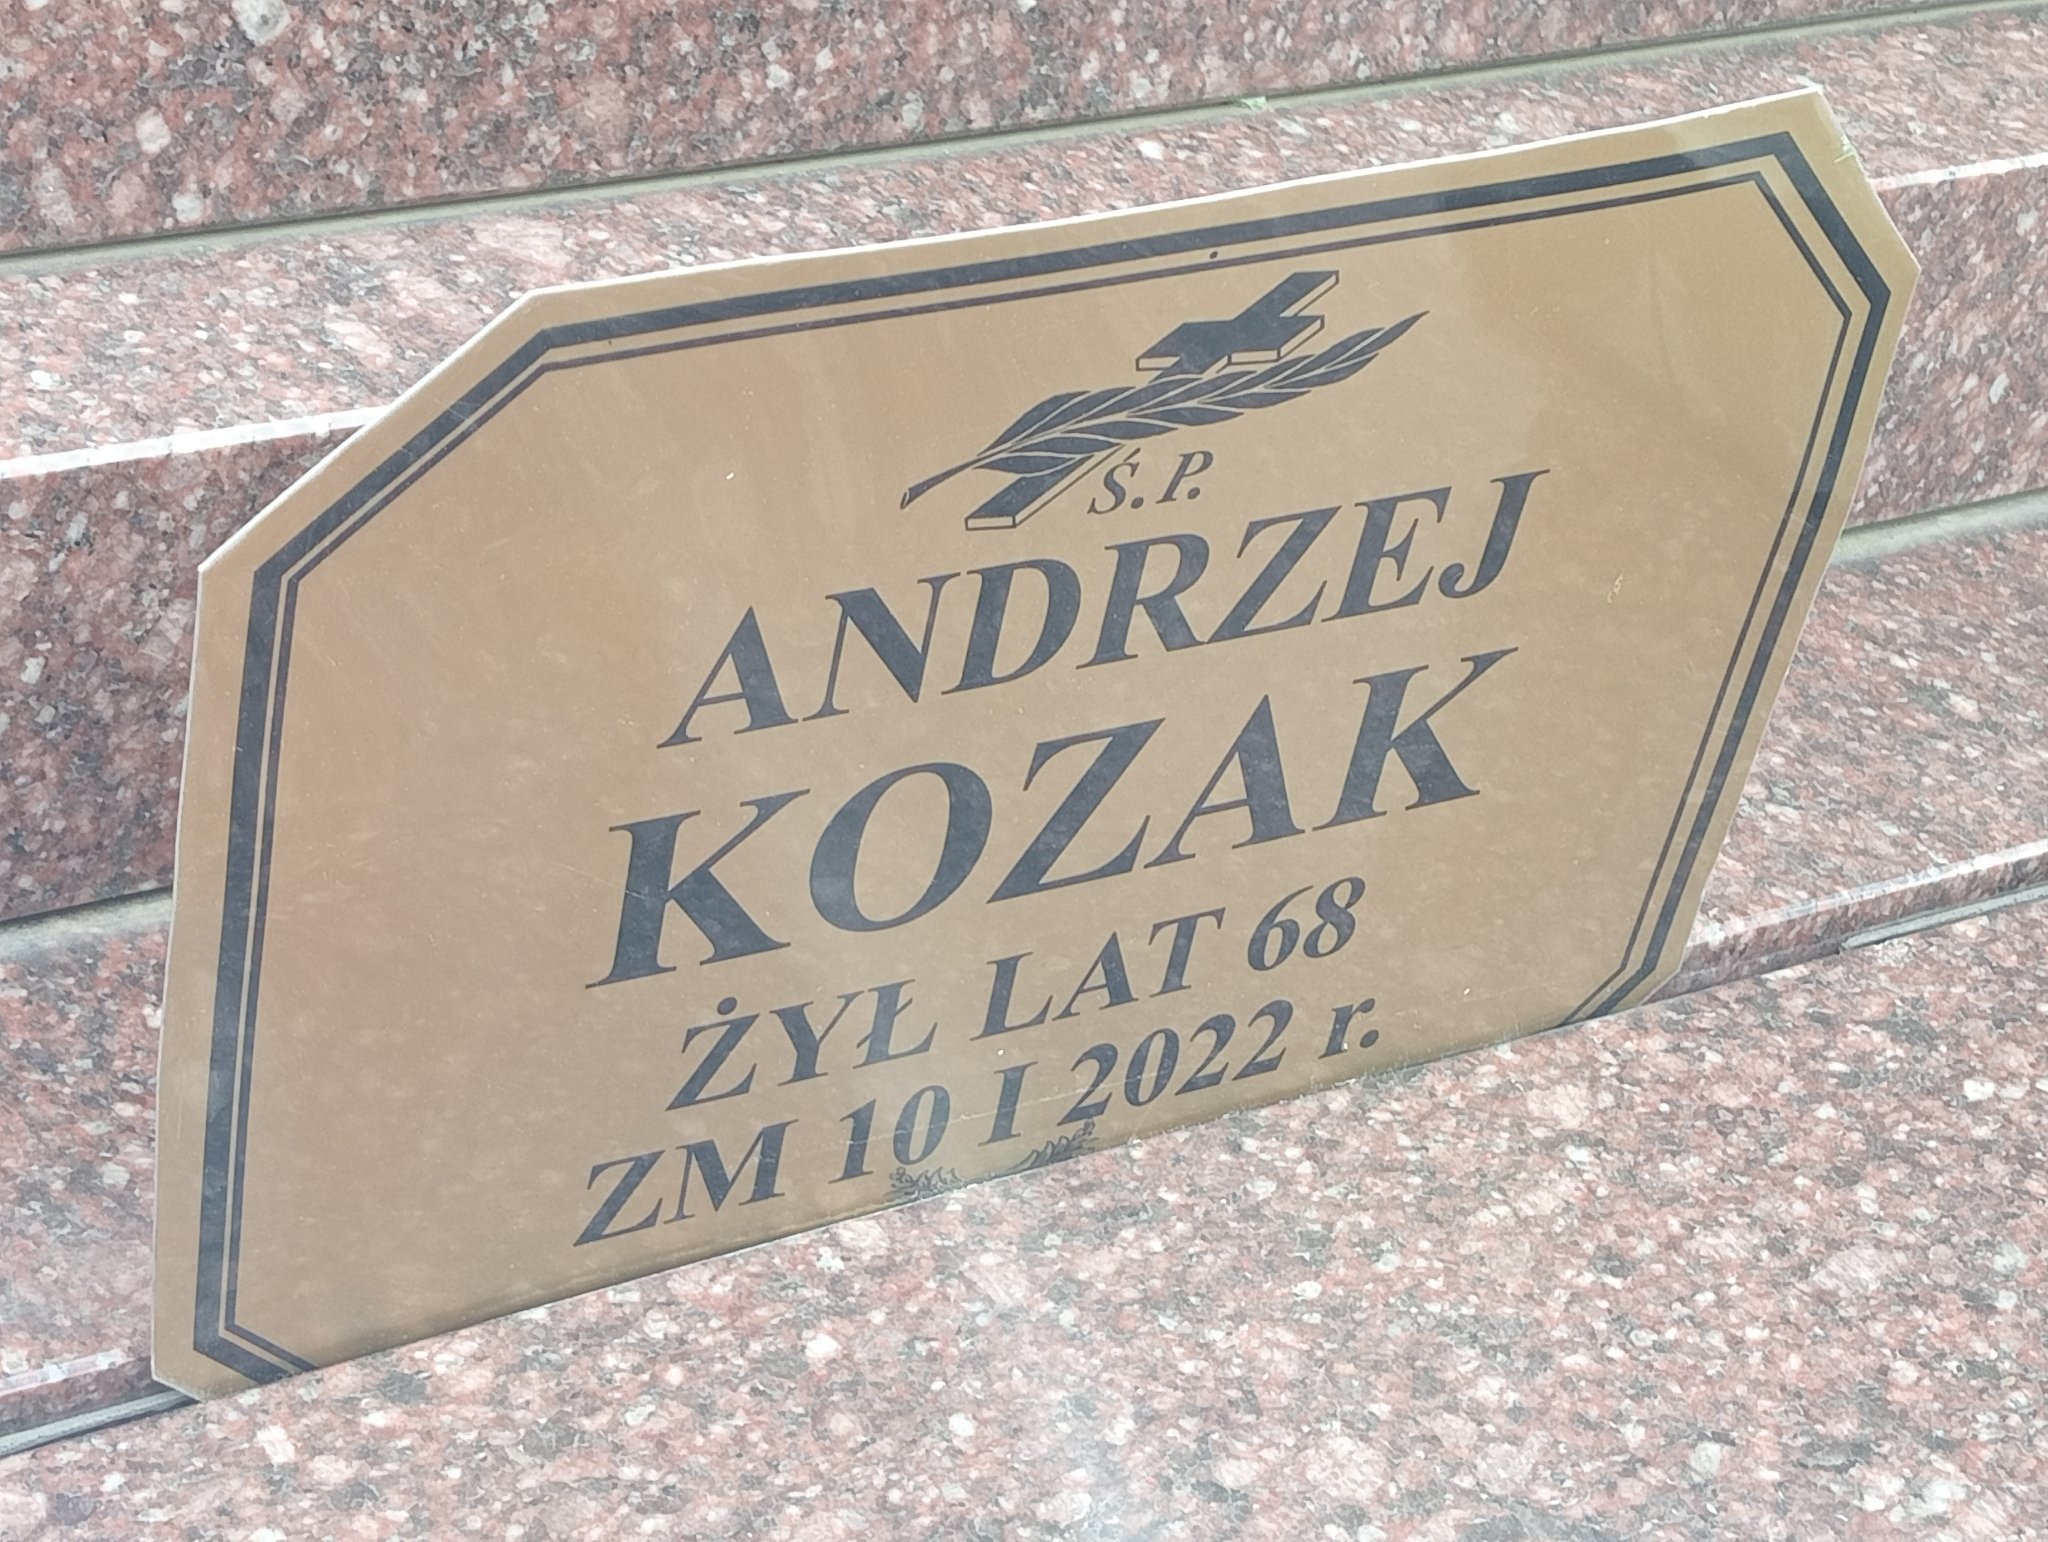 Ś.P.
ANDRZEJ
KOZAK
ŻYŁ LAT 68
ZM 10 I 2022 r.